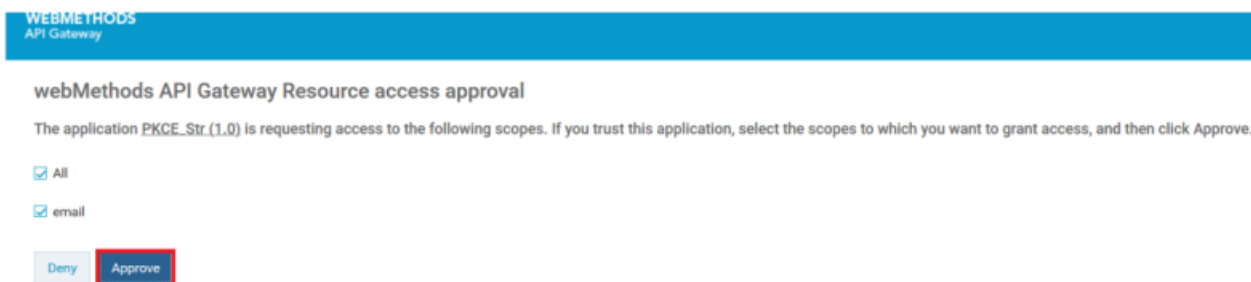 WEBMETHODS
API Gateway
webMethods API Gateway Resource access approval
The application PKCE_Str (1.0) is requesting access to the following scopes. If you trust this application, select the scopes to which you want to grant access, and then click Approve.
All
email
Deny Approve